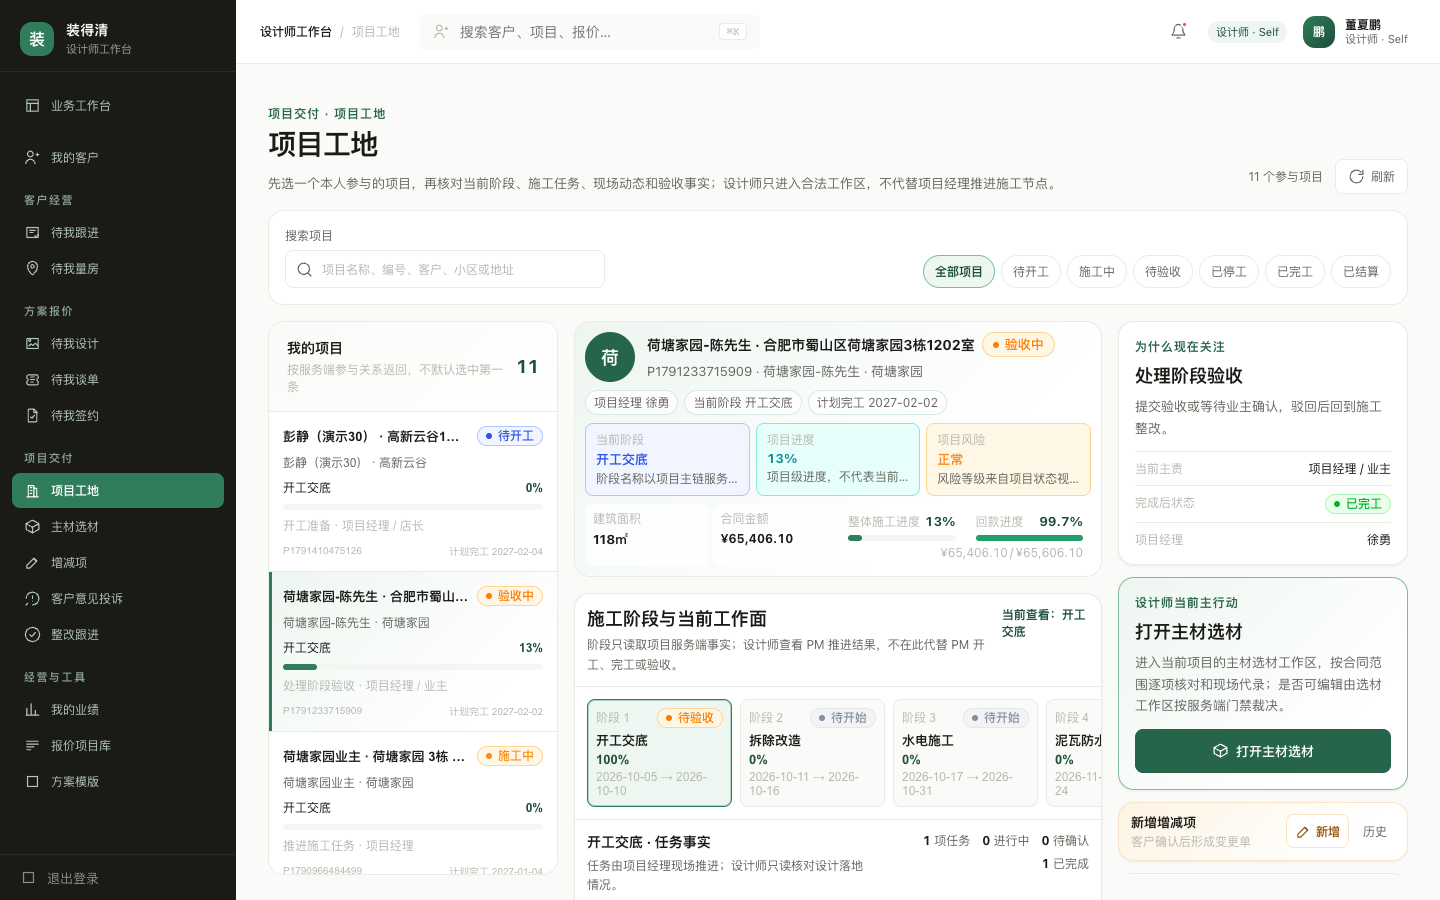 装
装得清
设计师工作台
业务工作台
我的客户
客户经营
待我跟进
待我量房
方案报价
待我设计
待我谈单
待我签约
项目交付
项目工地
主材选材
增减项
客户意见投诉
整改跟进
经营与工具
我的业绩
报价项目库
方案模版
退出登录
设计师工作台 / 项目工地
搜索客户、项目、报价...
⌘K
设计师 · Self
鹏
董夏鹏
设计师 · Self
项目交付 · 项目工地
项目工地
先选一个本人参与的项目，再核对当前阶段、施工任务、现场动态和验收事实；设计师只进入合法工作区，不代替项目经理推进施工节点。
11 个参与项目
刷新
搜索项目
项目名称、编号、客户、小区或地址
全部项目
待开工
施工中
待验收
已停工
已完工
已结算
我的项目
按服务端参与关系返回，不默认选中第一
条
11
彭静（演示30） · 高新云谷1...
待开工
彭静（演示30） · 高新云谷
开工交底
0%
开工准备 · 项目经理 / 店长
P1791410475126
计划完工 2027-02-04
荷塘家园-陈先生 · 合肥市蜀山...
验收中
荷塘家园-陈先生 · 荷塘家园
开工交底
13%
处理阶段验收 · 项目经理 / 业主
P1791233715909
计划完工 2027-02-02
荷塘家园业主 · 荷塘家园 3栋 ...
施工中
荷塘家园业主 · 荷塘家园
开工交底
0%
推进施工任务 · 项目经理
P1790966484499
计划完工 2027-01-04
荷
荷塘家园-陈先生 · 合肥市蜀山区荷塘家园3栋1202室
验收中
P1791233715909 · 荷塘家园-陈先生 · 荷塘家园
项目经理 徐勇
当前阶段 开工交底
计划完工 2027-02-02
当前阶段
开工交底
阶段名称以项目主链服务...
项目进度
13%
项目级进度，不代表当前...
项目风险
正常
风险等级来自项目状态视...
建筑面积
118㎡
合同金额
¥65,406.10
整体施工进度 13%
回款进度 99.7%
¥65,406.10 / ¥65,606.10
施工阶段与当前工作面
阶段只读取项目服务端事实；设计师查看 PM 推进结果，不在此代替 PM 开
工、完工或验收。
当前查看：开工
交底
阶段 1
待验收
开工交底
100%
2026-10-05 → 2026-
10-10
阶段 2
待开始
拆除改造
0%
2026-10-11 → 2026-
10-16
阶段 3
待开始
水电施工
0%
2026-10-17 → 2026-
10-31
阶段 4
泥瓦防水
0%
2026-11-
24
开工交底 · 任务事实
任务由项目经理现场推进；设计师只读核对设计落地
情况。
1 项任务
0 进行中
0 待确认
1 已完成
为什么现在关注
处理阶段验收
提交验收或等待业主确认，驳回后回到施工
整改。
当前主责
项目经理 / 业主
完成后状态
已完工
项目经理
徐勇
设计师当前主行动
打开主材选材
进入当前项目的主材选材工作区，按合同范
围逐项核对和现场代录；是否可编辑由选材
工作区按服务端门禁裁决。
打开主材选材
新增增减项
客户确认后形成变更单
新增
历史